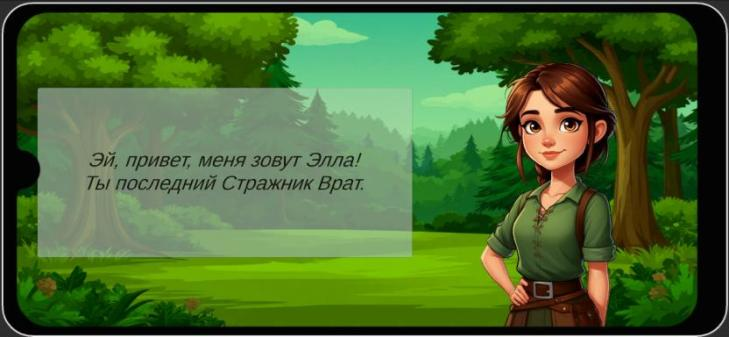 Эй, привет, меня зовут Элла!
Ты последний Стражник Врат.